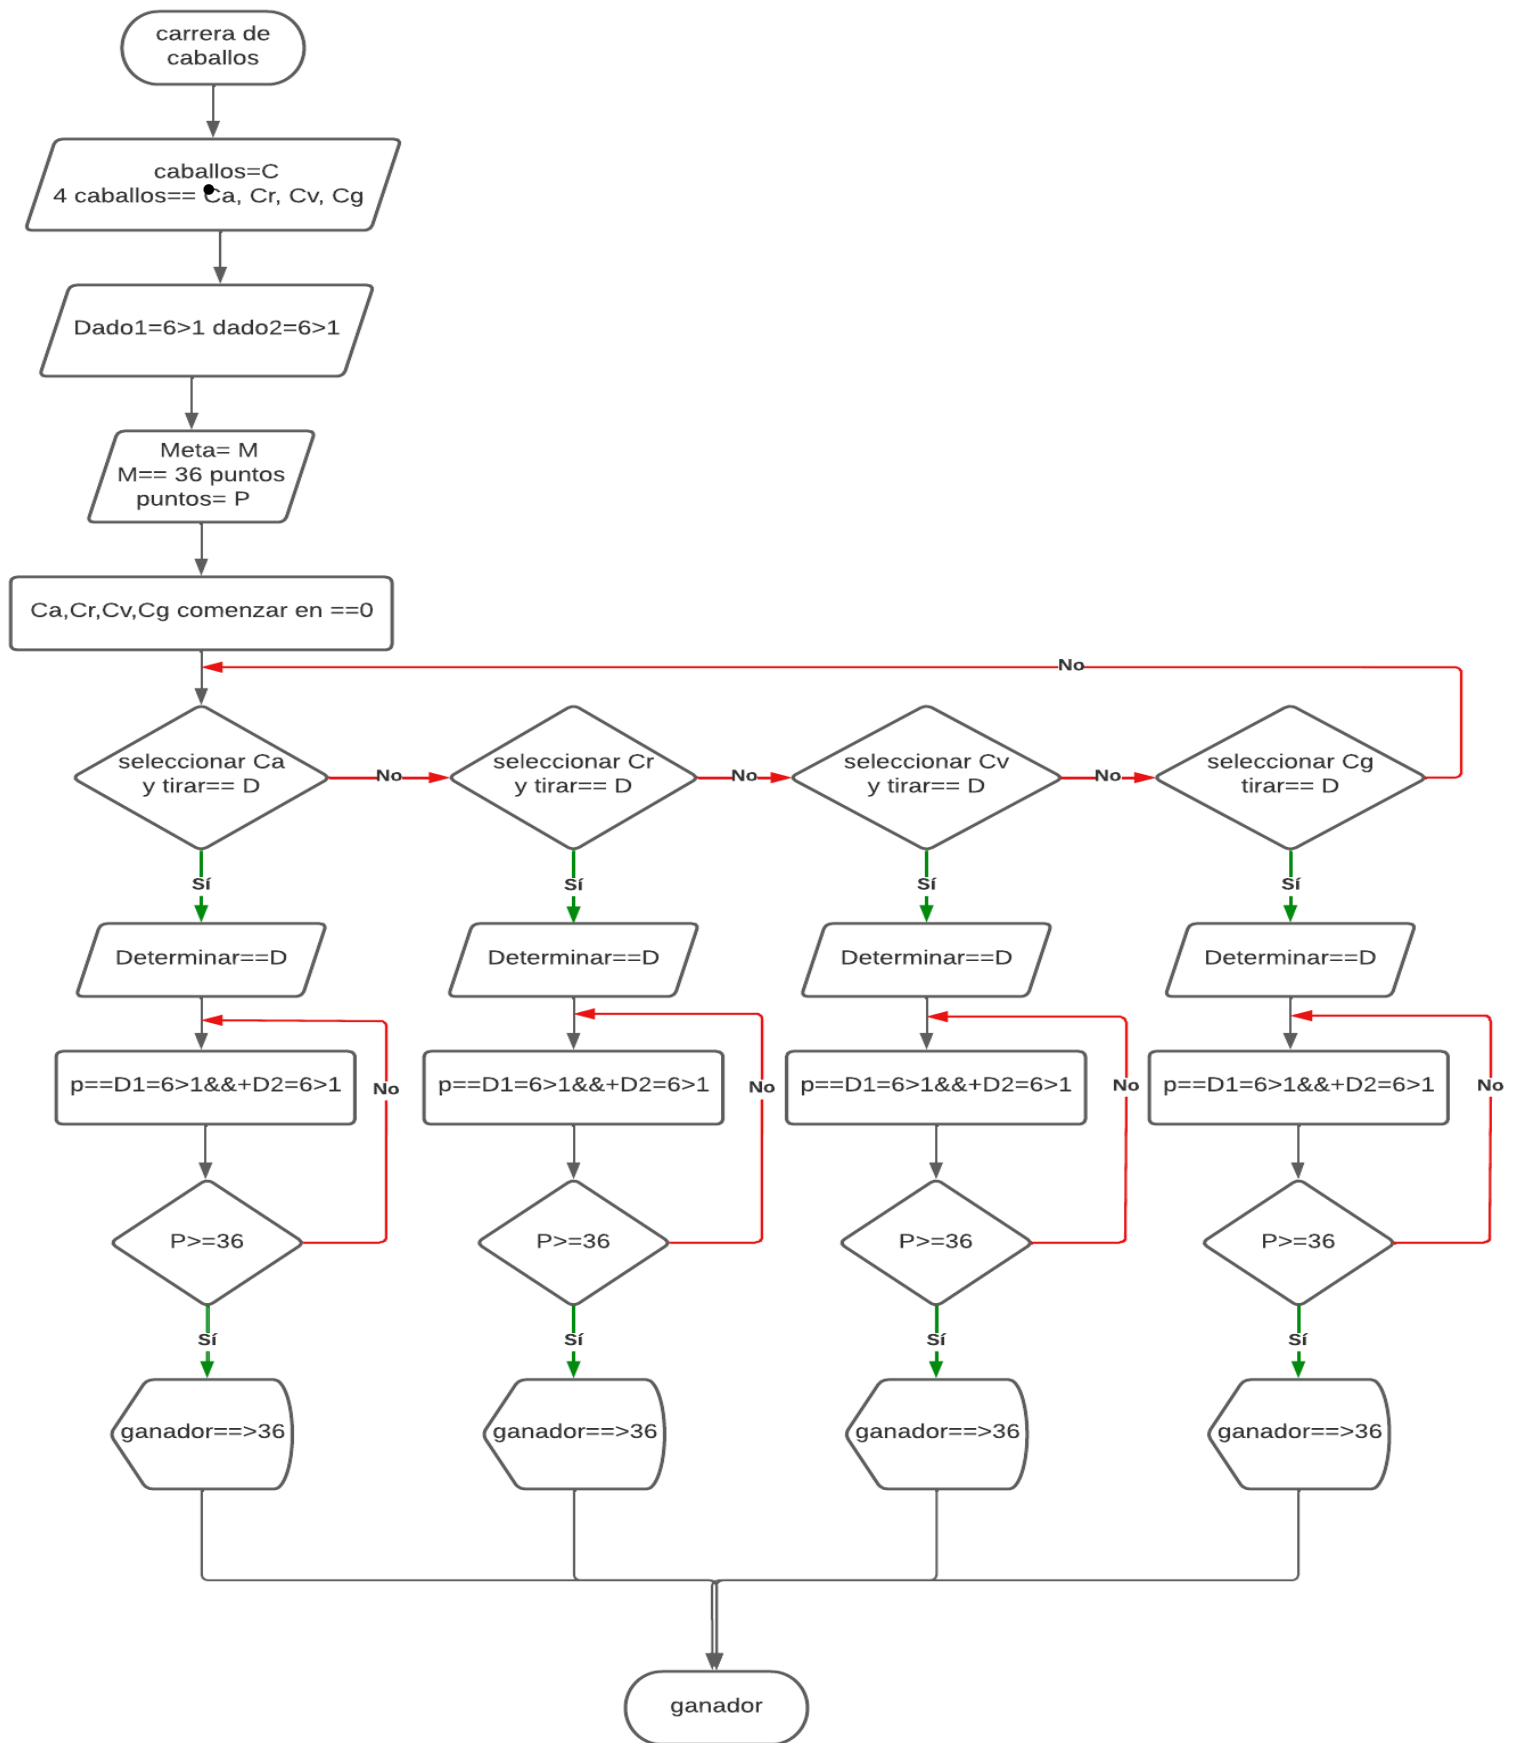 carrera de
caballos
caballos=C
4 caballos== Ca, Cr, Cv, Cg
Dado1=6>1 dado2=6>1
Meta= M
M== 36 puntos
puntos= P
Ca,Cr,Cv,Cg comenzar en ==0
No
seleccionar Ca
y tirar== D
No
seleccionar Cr
y tirar== D
No
seleccionar Cv
y tirar== D
No
seleccionar Cg
tirar== D
Sí
Sí
Sí
Sí
Determinar==D
Determinar==D
Determinar==D
Determinar==D
p==D1=6>1&&+D2=6>1
No
p==D1=6>1&&+D2=6>1
No
p==D1=6>1&&+D2=6>1
No
p==D1=6>1&&+D2=6>1
No
P>=36
P>=36
P>=36
P>=36
Sí
Sí
Sí
Sí
ganador==>36
ganador==>36
ganador==>36
ganador==>36
ganador